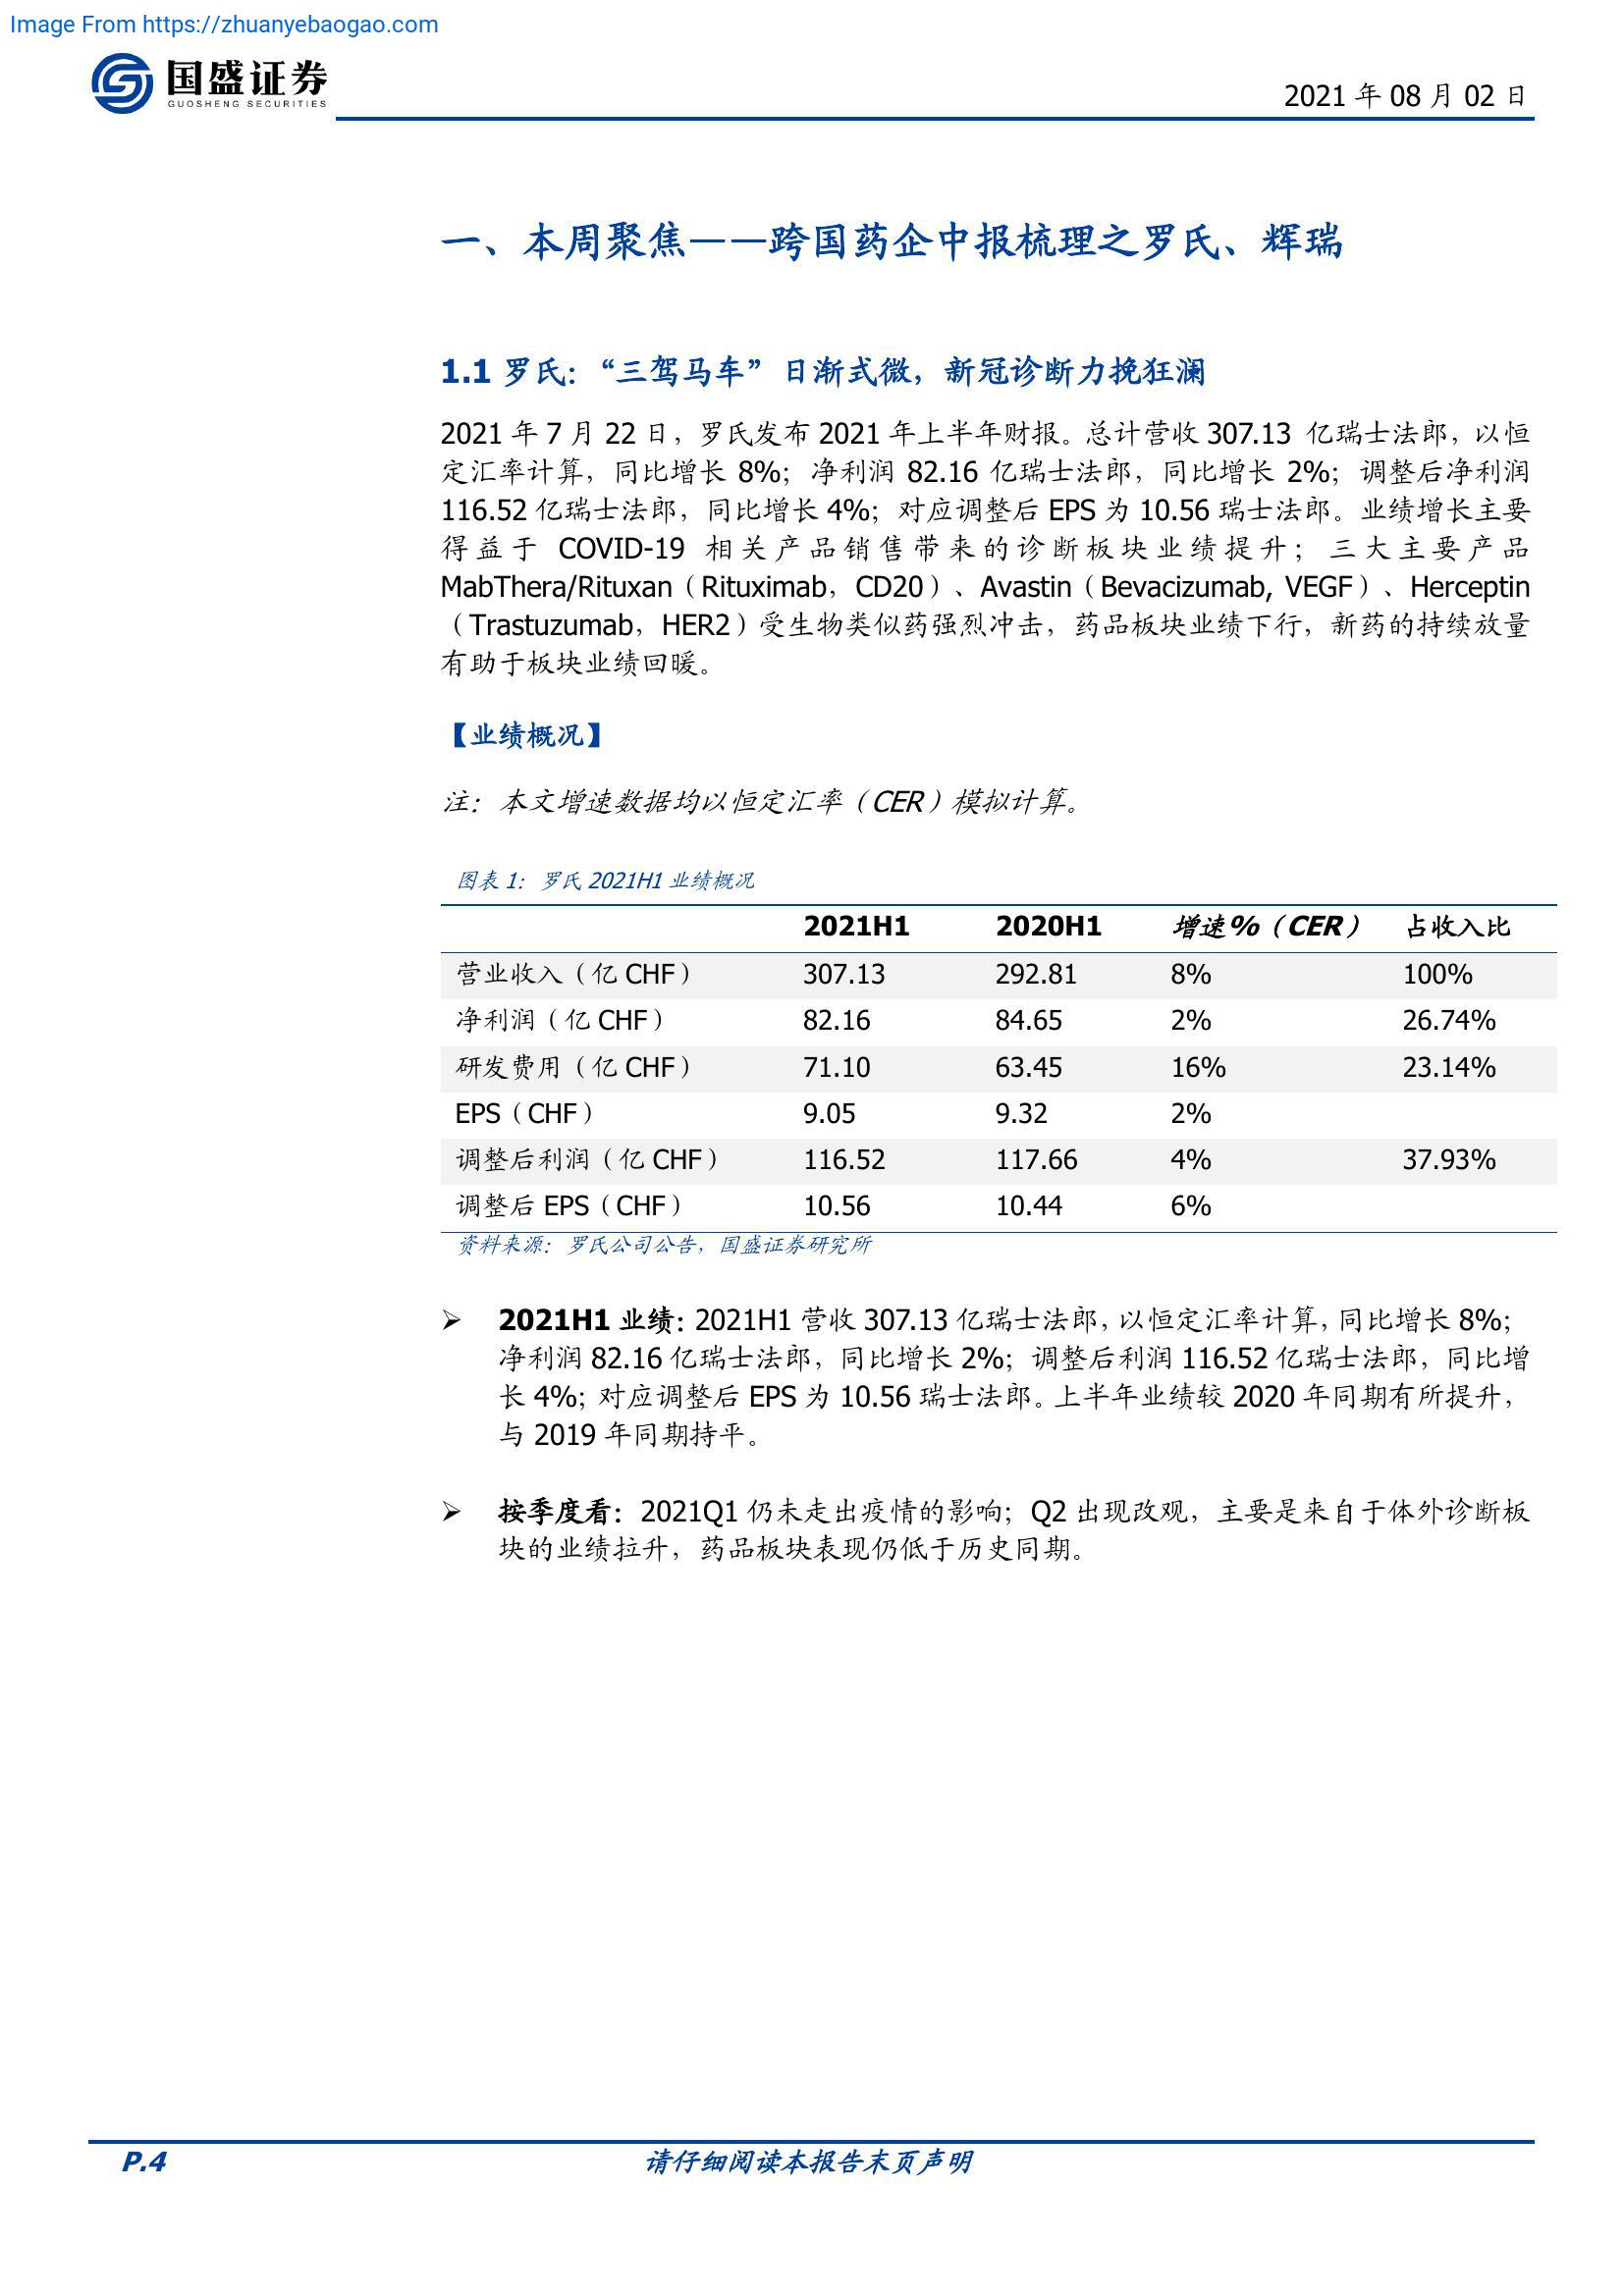 Image From https://zhuanyebaogao.com
国盛证券
GUOSHENG SECURITIES
2021 年 08 月 02 日
一、本周聚焦——跨国药企中报梳理之罗氏、辉瑞
1.1 罗氏：“三驾马车”日渐式微，新冠诊断力挽狂澜
2021 年 7 月 22 日，罗氏发布 2021 年上半年财报。总计营收 307.13 亿瑞士法郎，以恒
定汇率计算，同比增长 8%；净利润 82.16 亿瑞士法郎，同比增长 2%；调整后净利润
116.52 亿瑞士法郎，同比增长 4%；对应调整后 EPS 为 10.56 瑞士法郎。业绩增长主要
得益于 COVID-19 相关产品销售带来的诊断板块业绩提升；三大主要产品
MabThera/Rituxan（Rituximab，CD20）、Avastin（Bevacizumab, VEGF）、Herceptin
（Trastuzumab，HER2）受生物类似药强烈冲击，药品板块业绩下行，新药的持续放量
有助于板块业绩回暖。
【业绩概况】
注：本文增速数据均以恒定汇率（CER）模拟计算。
图表 1：罗氏 2021H1 业绩概况
2021H1 2020H1 增速%（CER） 占收入比
营业收入（亿 CHF） 307.13 292.81 8% 100%
净利润（亿 CHF） 82.16 84.65 2% 26.74%
研发费用（亿 CHF） 71.10 63.45 16% 23.14%
EPS（CHF） 9.05 9.32 2%
调整后利润（亿 CHF） 116.52 117.66 4% 37.93%
调整后 EPS（CHF） 10.56 10.44 6%
资料来源：罗氏公司公告，国盛证券研究所
➢ 2021H1 业绩：2021H1 营收 307.13 亿瑞士法郎，以恒定汇率计算，同比增长 8%；
净利润 82.16 亿瑞士法郎，同比增长 2%；调整后利润 116.52 亿瑞士法郎，同比增
长 4%；对应调整后 EPS 为 10.56 瑞士法郎。上半年业绩较 2020 年同期有所提升，
与 2019 年同期持平。
➢ 按季度看：2021Q1 仍未走出疫情的影响；Q2 出现改观，主要是来自于体外诊断板
块的业绩拉升，药品板块表现仍低于历史同期。
P.4 请仔细阅读本报告末页声明